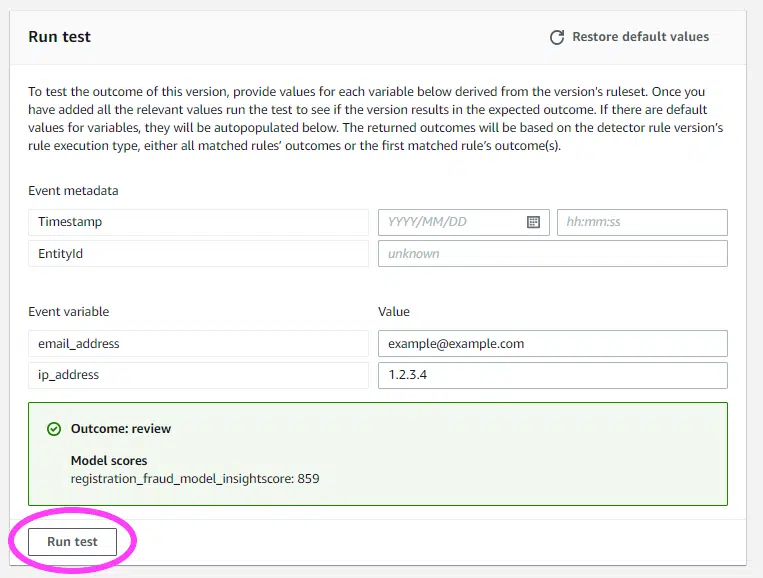 Run test
Restore default values
To test the outcome of this version, provide values for each variable below derived from the version's ruleset. Once you
have added all the relevant values run the test to see if the version results in the expected outcome. If there are default
values for variables, they will be autopopulated below. The returned outcomes will be based on the detector rule version's
rule execution type, either all matched rules' outcomes or the first matched rule's outcome(s).
Event metadata
Timestamp
YYYY/MM/DD
hh:mm:ss
EntityId
unknown
Event variable
Value
email_address
example@example.com
ip_address
1.2.3.4
Outcome: review
Model scores
registration_fraud_model_insightscore: 859
Run test